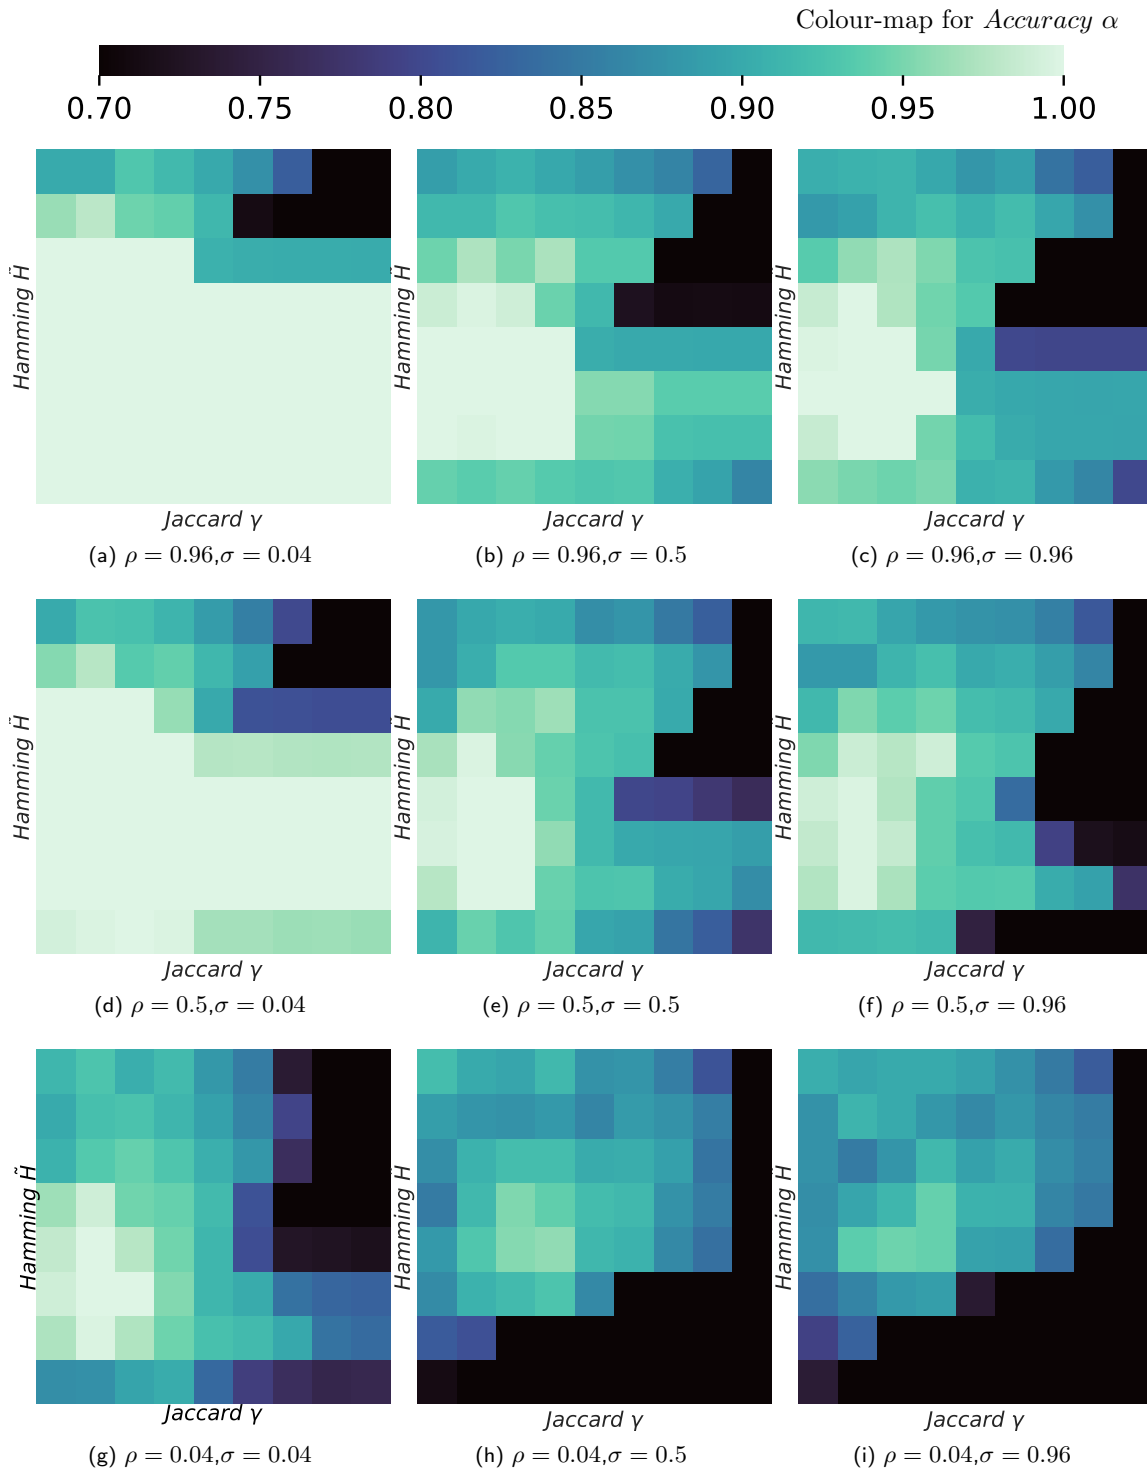 Colour-map for Accuracy α
0.70 0.75 0.80 0.85 0.90 0.95 1.00
Hamming H̃ Hamming H̃ Hamming H̃
Jaccard γ Jaccard γ Jaccard γ
(a) ρ = 0.96,σ = 0.04 (b) ρ = 0.96,σ = 0.5 (c) ρ = 0.96,σ = 0.96
Hamming H̃ Hamming H̃ Hamming H̃
Jaccard γ Jaccard γ Jaccard γ
(d) ρ = 0.5,σ = 0.04 (e) ρ = 0.5,σ = 0.5 (f) ρ = 0.5,σ = 0.96
Hamming H̃ Hamming H̃ Hamming H̃
Jaccard γ Jaccard γ Jaccard γ
(g) ρ = 0.04,σ = 0.04 (h) ρ = 0.04,σ = 0.5 (i) ρ = 0.04,σ = 0.96